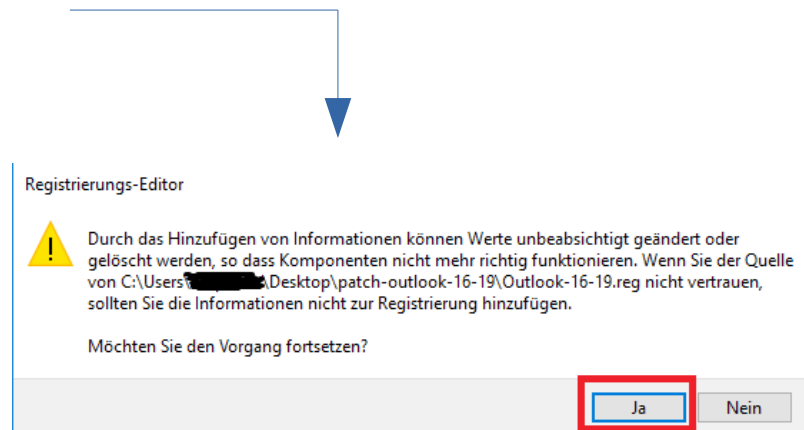 Registrierungs-Editor
Durch das Hinzufügen von Informationen können Werte unbeabsichtigt geändert oder
gelöscht werden, so dass Komponenten nicht mehr richtig funktionieren. Wenn Sie der Quelle
von C:\Users\ \Desktop\patch-outlook-16-19\Outlook-16-19.reg nicht vertrauen,
sollten Sie die Informationen nicht zur Registrierung hinzufügen.
Möchten Sie den Vorgang fortsetzen?
Ja Nein